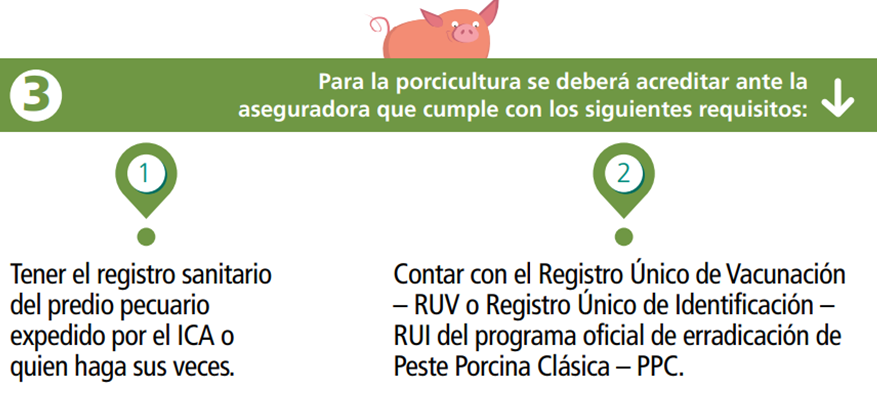 3
Para la porcicultura se deberá acreditar ante la
aseguradora que cumple con los siguientes requisitos:
1
Tener el registro sanitario
del predio pecuario
expedido por el ICA o
quien haga sus veces.
2
Contar con el Registro Único de Vacunación
– RUV o Registro Único de Identificación –
RUI del programa oficial de erradicación de
Peste Porcina Clásica – PPC.